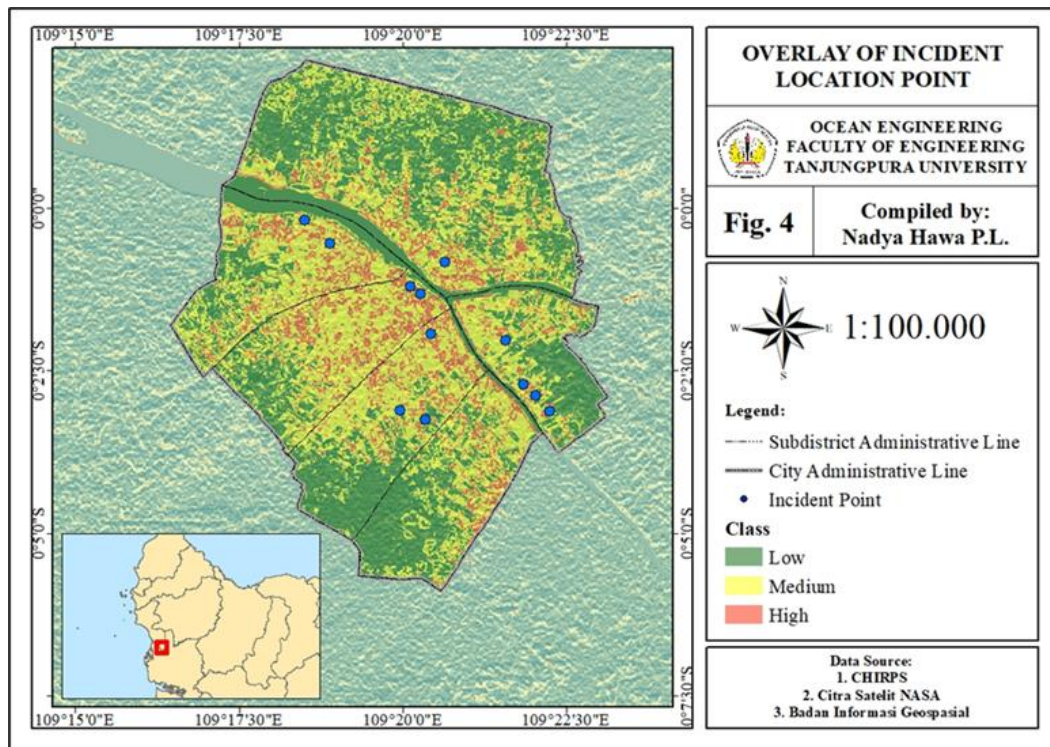 109°15'0"E 109°17'30"E 109°20'0"E 109°22'30"E
0°0'0"
0°2'30"S
0°5'0"S
0°7'30"S
0°0'0"
0°2'30"S
0°5'0"S
0°7'30"S
109°15'0"E 109°17'30"E 109°20'0"E 109°22'30"E
OVERLAY OF INCIDENT
LOCATION POINT
OCEAN ENGINEERING
FACULTY OF ENGINEERING
TANJUNGPURA UNIVERSITY
Fig. 4
Compiled by:
Nadya Hawa P.L.
N
W E
S
1:100.000
Legend:
Subdistrict Administrative Line
City Administrative Line
Incident Point
Class
Low
Medium
High
Data Source:
1. CHIRPS
2. Citra Satelit NASA
3. Badan Informasi Geospasial